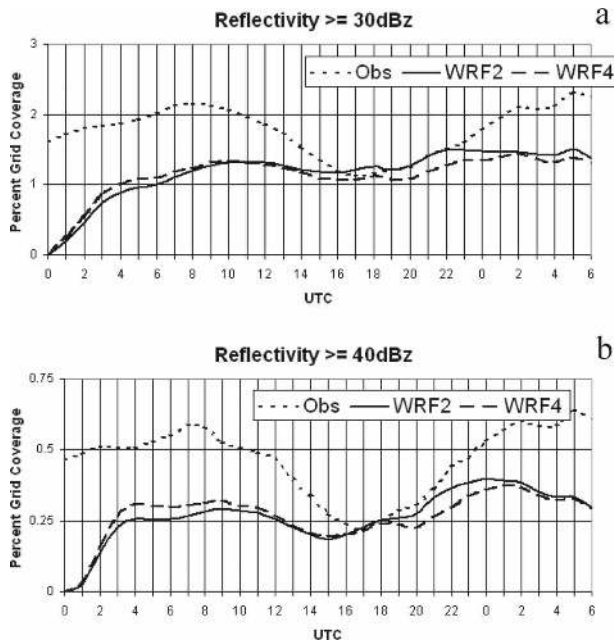 Reflectivity >= 30dBz
a
Percent Grid Coverage
3
2
1
0
Obs WRF2 WRF4
0 2 4 6 8 10 12 14 16 18 20 22 0 2 4 6
UTC
Reflectivity >= 40dBz
b
Percent Grid Coverage
0.75
0.5
0.25
0
Obs WRF2 WRF4
0 2 4 6 8 10 12 14 16 18 20 22 0 2 4 6
UTC